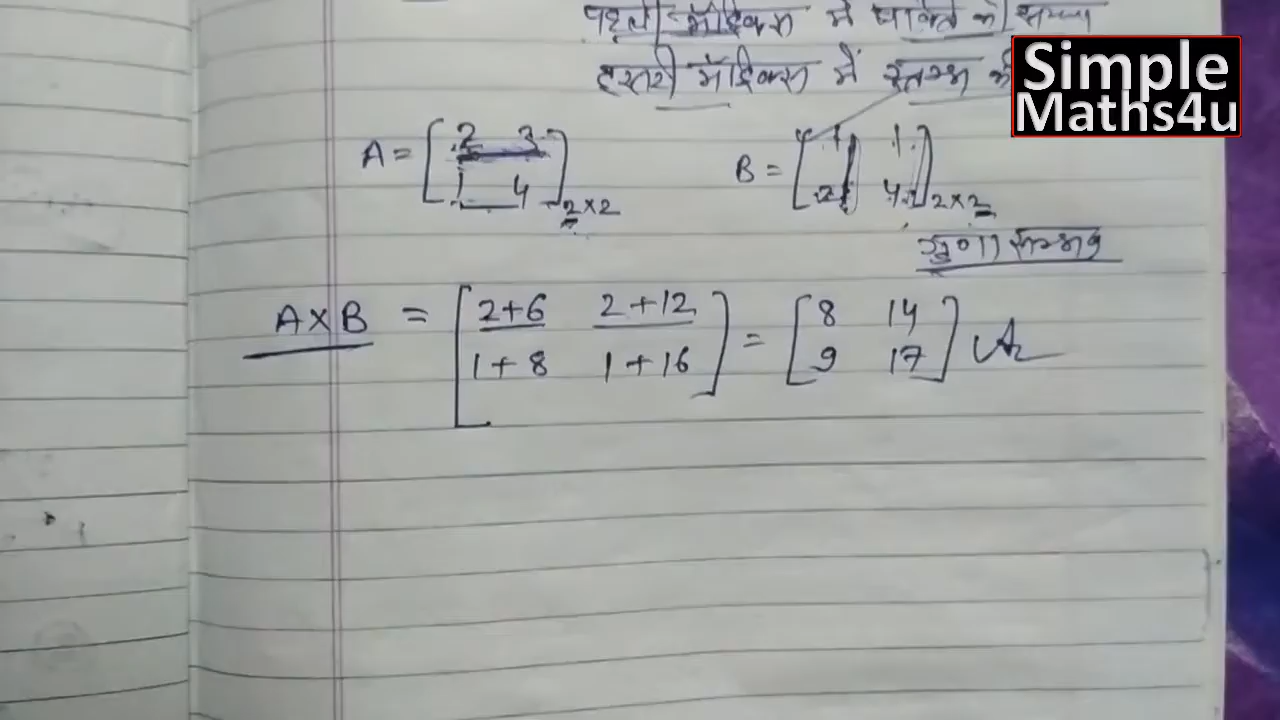 पहली मैट्रिक्स में
दूसरी मैट्रिक्स में स्तम्भ की
Simple
Maths4u
A = [2 3
1 4] 2×2
B = [1 1
2 4] 2×2
गुणा सम्भव
A×B = [2+6 2+12
1+8 1+16] = [8 14
9 17] Ans